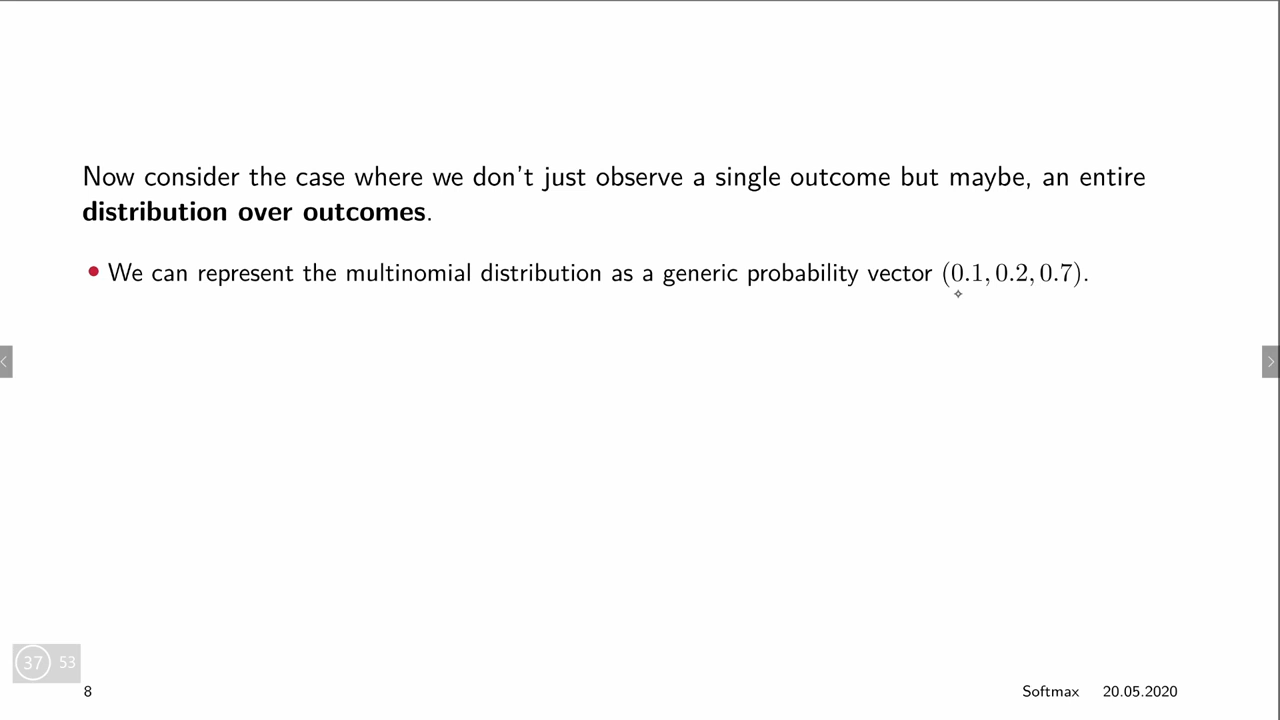 Now consider the case where we don't just observe a single outcome but maybe, an entire
distribution over outcomes.
• We can represent the multinomial distribution as a generic probability vector (0.1, 0.2, 0.7).
37 53
8 Softmax 20.05.2020